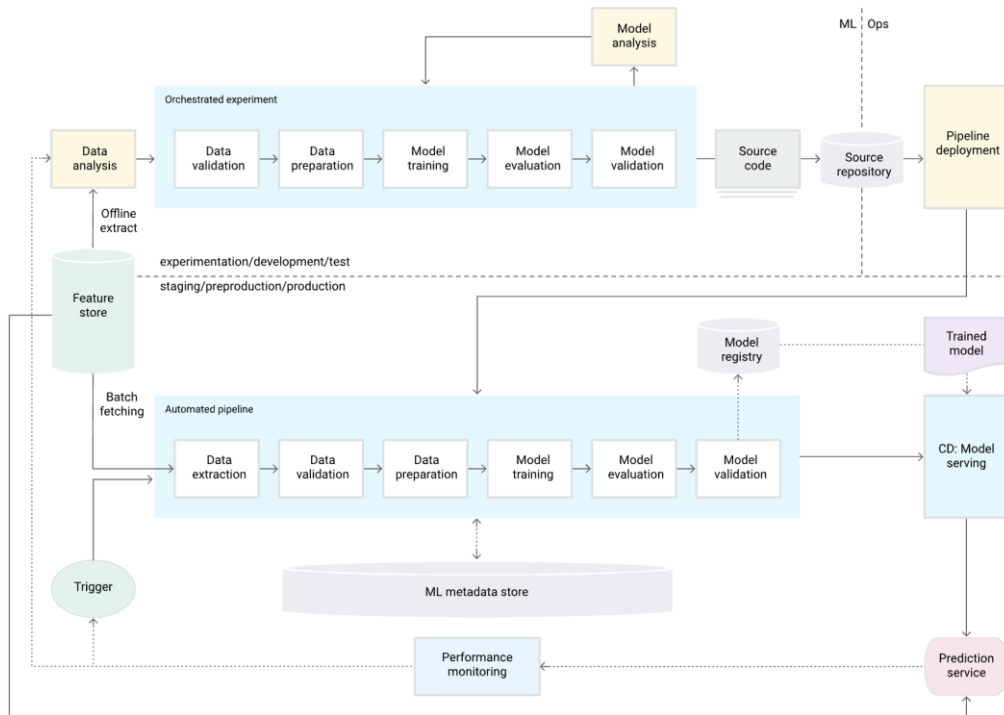 Model
analysis
ML
Ops
Orchestrated experiment
Data
analysis
Data
validation
Data
preparation
Model
training
Model
evaluation
Model
validation
Source
code
Source
repository
Pipeline
deployment
Offline
extract
experimentation/development/test
staging/preproduction/production
Feature
store
Model
registry
Trained
model
Batch
fetching
Automated pipeline
Data
extraction
Data
validation
Data
preparation
Model
training
Model
evaluation
Model
validation
CD: Model
serving
Trigger
ML metadata store
Performance
monitoring
Prediction
service